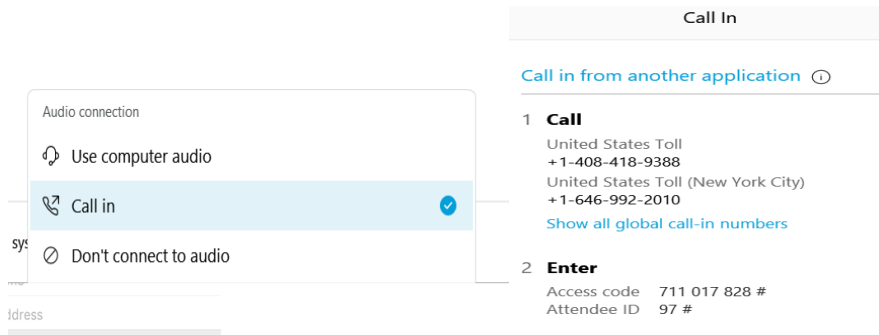 Audio connection
Use computer audio
Call in
Don't connect to audio
sys
ddress
Call In
Call in from another application
1 Call
United States Toll
+1-408-418-9388
United States Toll (New York City)
+1-646-992-2010
Show all global call-in numbers
2 Enter
Access code 711 017 828 #
Attendee ID 97 #